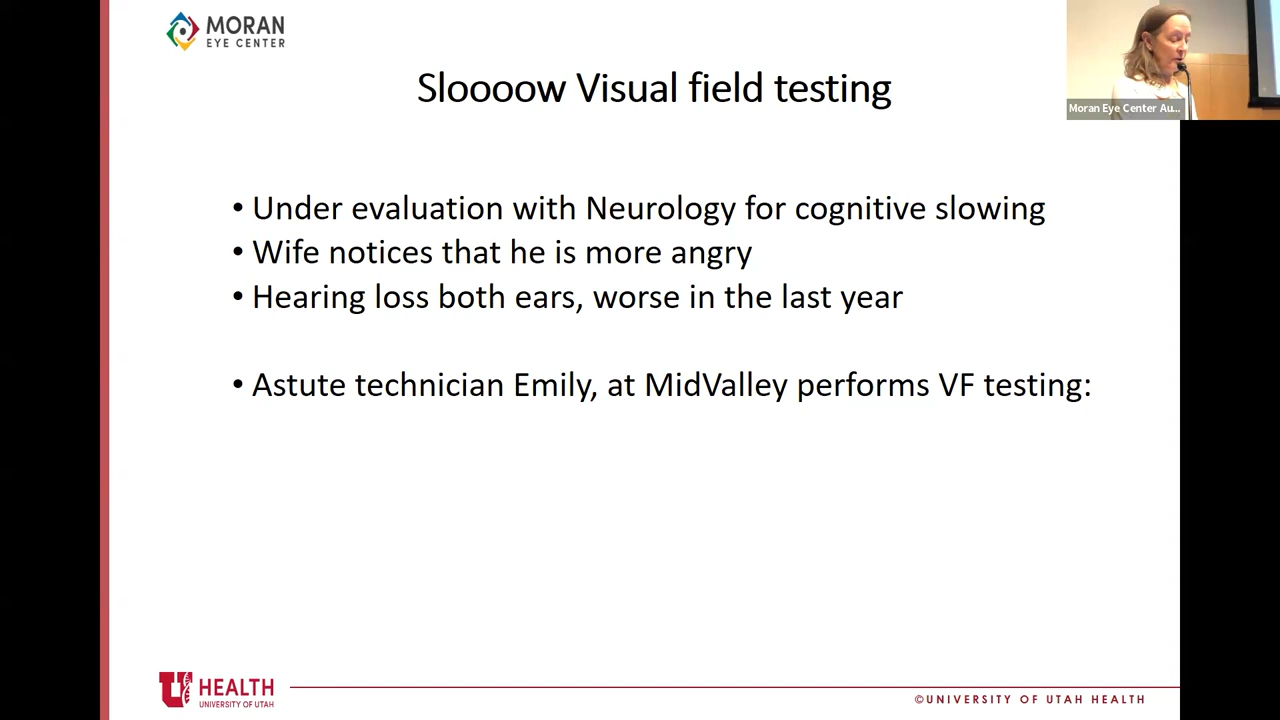 MORAN
EYE CENTER
Sloooow Visual field testing
Moran Eye Center Au...
• Under evaluation with Neurology for cognitive slowing
• Wife notices that he is more angry
• Hearing loss both ears, worse in the last year
• Astute technician Emily, at MidValley performs VF testing:
U HEALTH
UNIVERSITY OF UTAH
©UNIVERSITY OF UTAH HEALTH